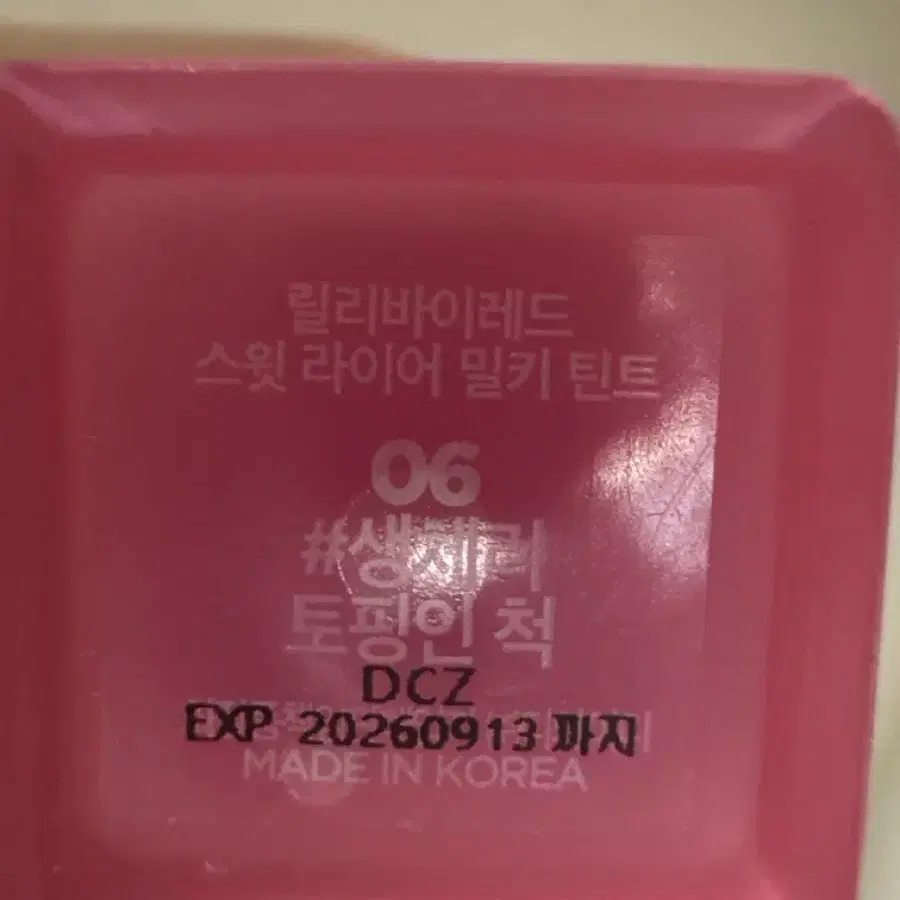 릴리바이레드
스윗 라이어 밀키 틴트
06
#생체리
토핑인 척
DCZ
EXP 20260913 까지
MADE IN KOREA